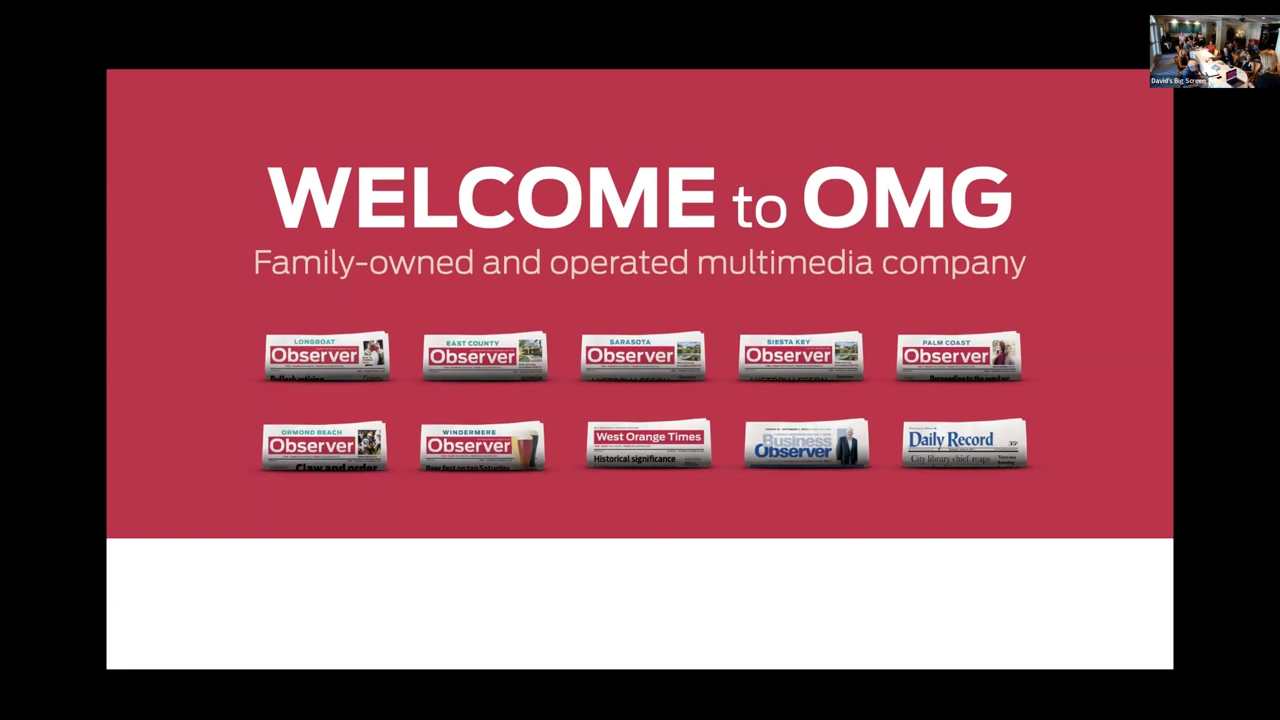 David's Big Screen
WELCOME to OMG
Family-owned and operated multimedia company
LONGBOAT
Observer
EAST COUNTY
Observer
SARASOTA
Observer
SIESTA KEY
Observer
PALM COAST
Observer
ORMOND BEACH
Observer
Claw and order
WINDERMERE
Observer
Beer fest on tap Saturday
West Orange Times
Historical significance
Business
Observer
Daily Record
35¢
City library chief reaps